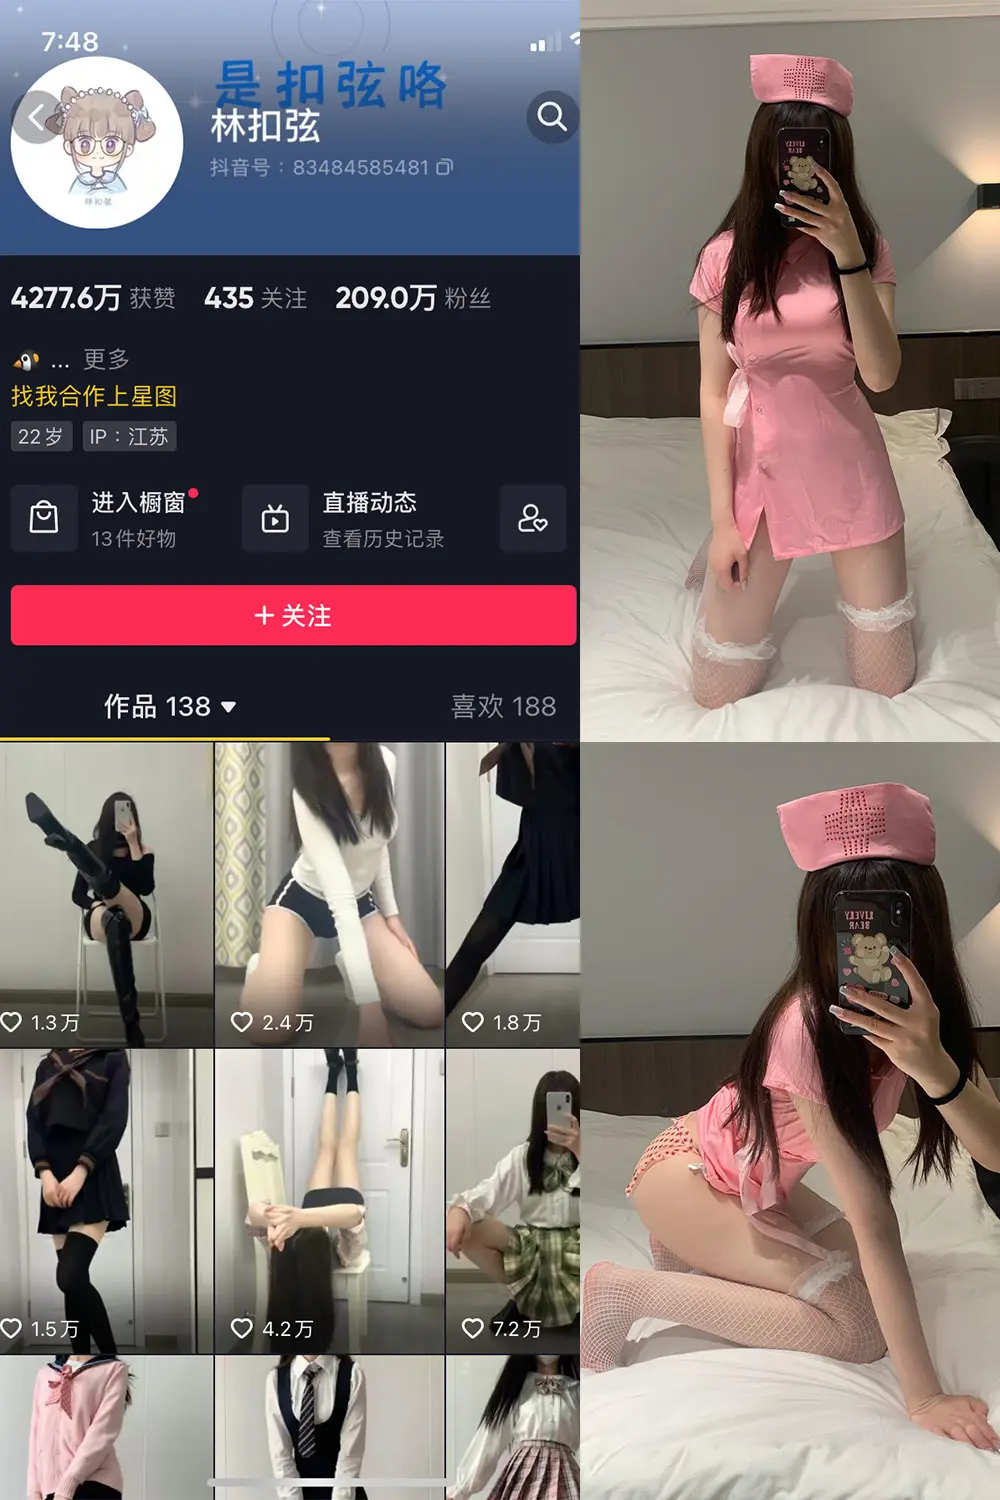 7:48
是扣弦咯
林扣弦
抖音号：83484585481
林扣弦
4277.6万 获赞 435 关注 209.0万 粉丝
... 更多
找我合作上星图
22岁 IP：江苏
进入橱窗 直播动态
13件好物 查看历史记录
+ 关注
作品 138 喜欢 188
1.3万 2.4万 1.8万
1.5万 4.2万 7.2万
LIVELY
BEAR
LIVELY
BEAR